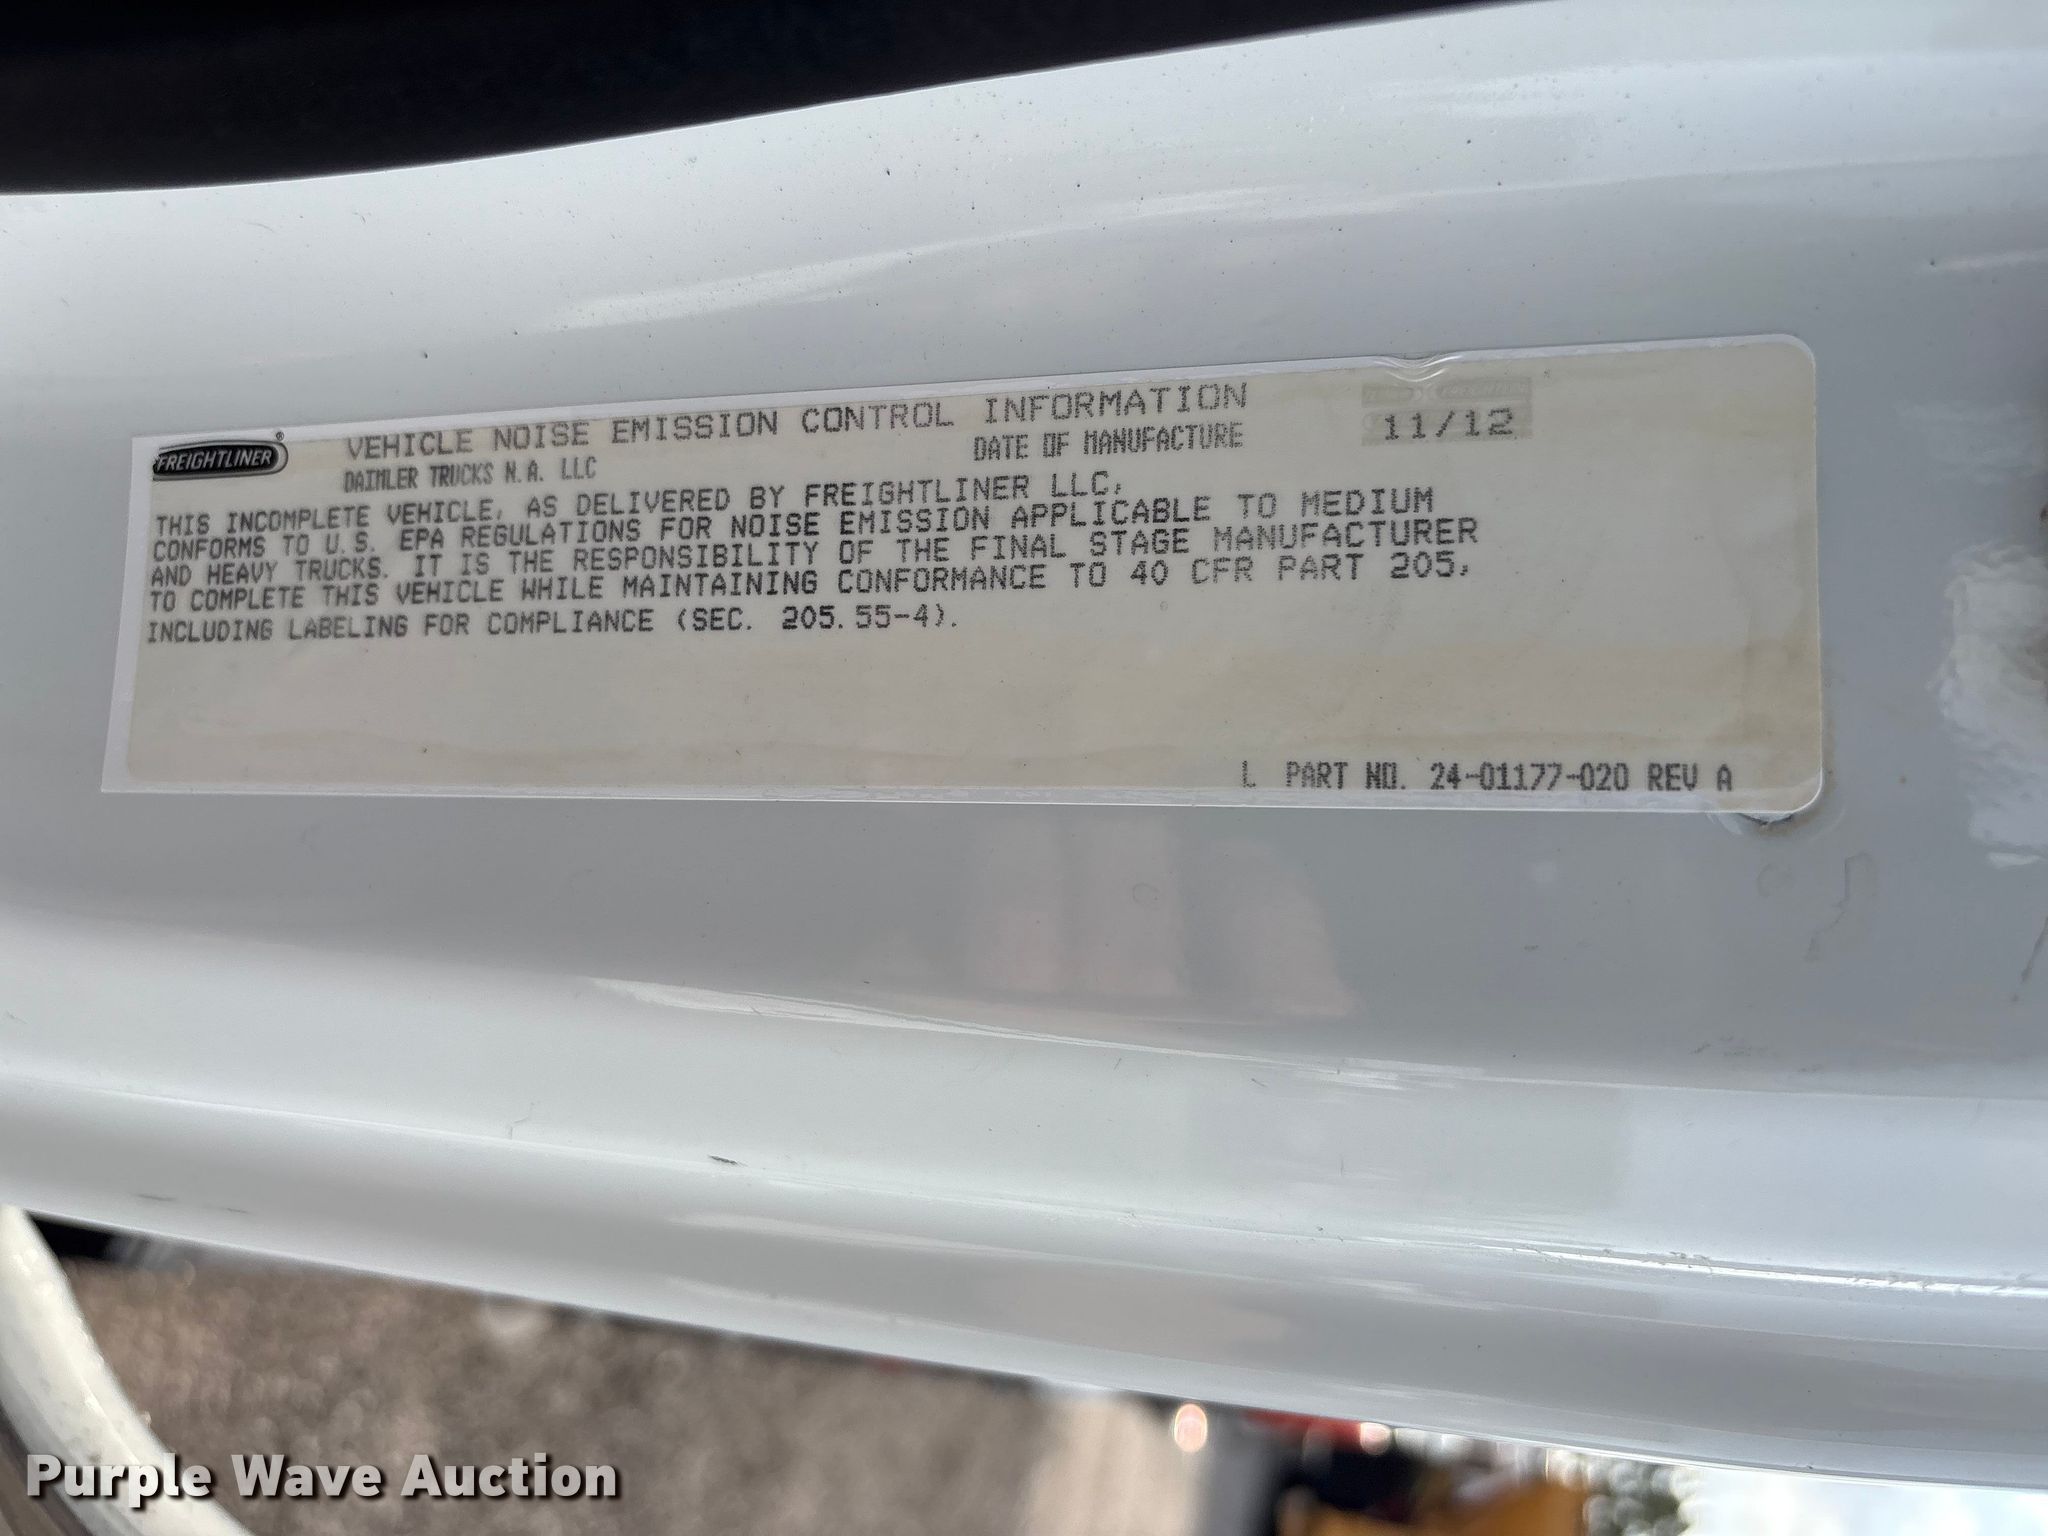 FREIGHTLINER®
VEHICLE NOISE EMISSION CONTROL INFORMATION
DAIMLER TRUCKS N.A. LLC
DATE OF MANUFACTURE 11/12
THIS INCOMPLETE VEHICLE, AS DELIVERED BY FREIGHTLINER LLC,
CONFORMS TO U.S. EPA REGULATIONS FOR NOISE EMISSION APPLICABLE TO MEDIUM
AND HEAVY TRUCKS. IT IS THE RESPONSIBILITY OF THE FINAL STAGE MANUFACTURER
TO COMPLETE THIS VEHICLE WHILE MAINTAINING CONFORMANCE TO 40 CFR PART 205,
INCLUDING LABELING FOR COMPLIANCE (SEC. 205.55-4).
L PART NO. 24-01177-020 REV A
Purple Wave Auction